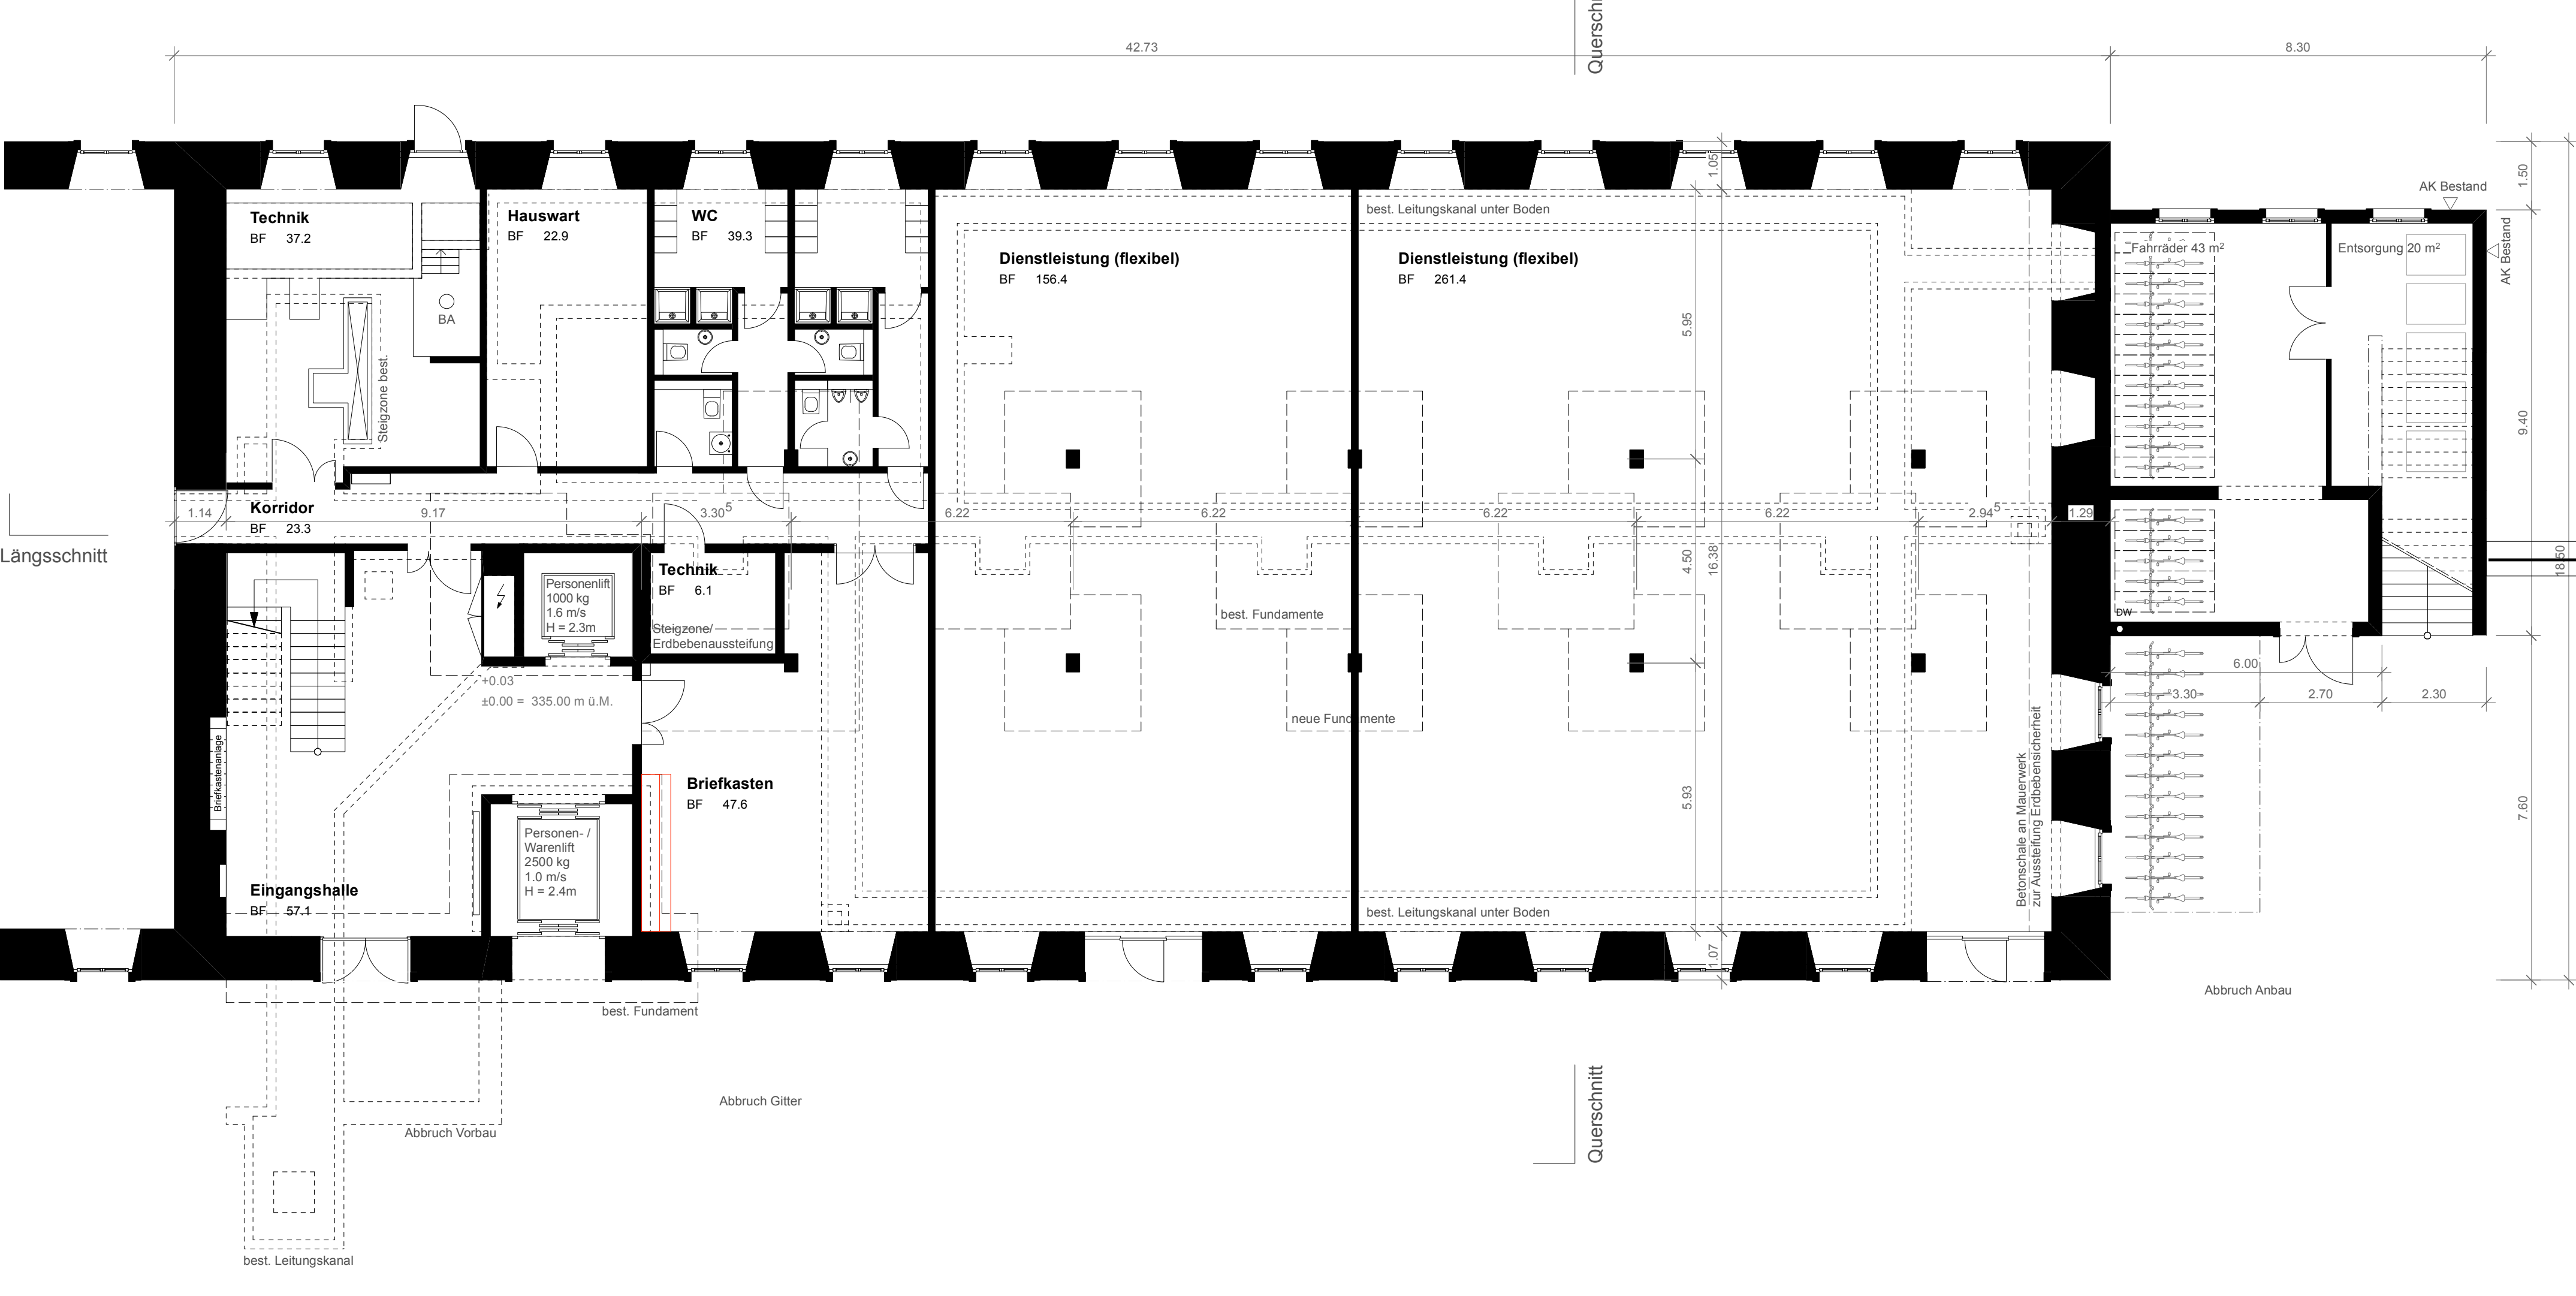 Querschnitt
42.73
8.30
1.05
1.50
AK Bestand
AK Bestand
Technik
BF 37.2
Hauswart
BF 22.9
WC
BF 39.3
best. Leitungskanal unter Boden
Dienstleistung (flexibel)
BF 156.4
Dienstleistung (flexibel)
BF 261.4
Fahrräder 43 m²
Entsorgung 20 m²
BA
Steigzone best.
5.95
9.40
Korridor
BF 23.3
1.14
9.17
3.30⁵
6.22
6.22
6.22
6.22
2.94⁵
1.29
Längsschnitt
4.50
16.38
18.50
Technik
BF 6.1
Steigzone/
Erdbebenaussteifung
Personenlift
1000 kg
1.6 m/s
H = 2.3m
best. Fundamente
DW
+0.03
±0.00 = 335.00 m ü.M.
6.00
3.30
2.70
2.30
neue Fundamente
Briefkastenanlage
Briefkasten
BF 47.6
5.93
7.60
Betonschale an Mauerwerk
zur Aussteifung Erdbebensicherheit
Personen- /
Warenlift
2500 kg
1.0 m/s
H = 2.4m
Eingangshalle
BF 57.1
best. Leitungskanal unter Boden
1.07
Abbruch Anbau
best. Fundament
Abbruch Gitter
Querschnitt
Abbruch Vorbau
best. Leitungskanal